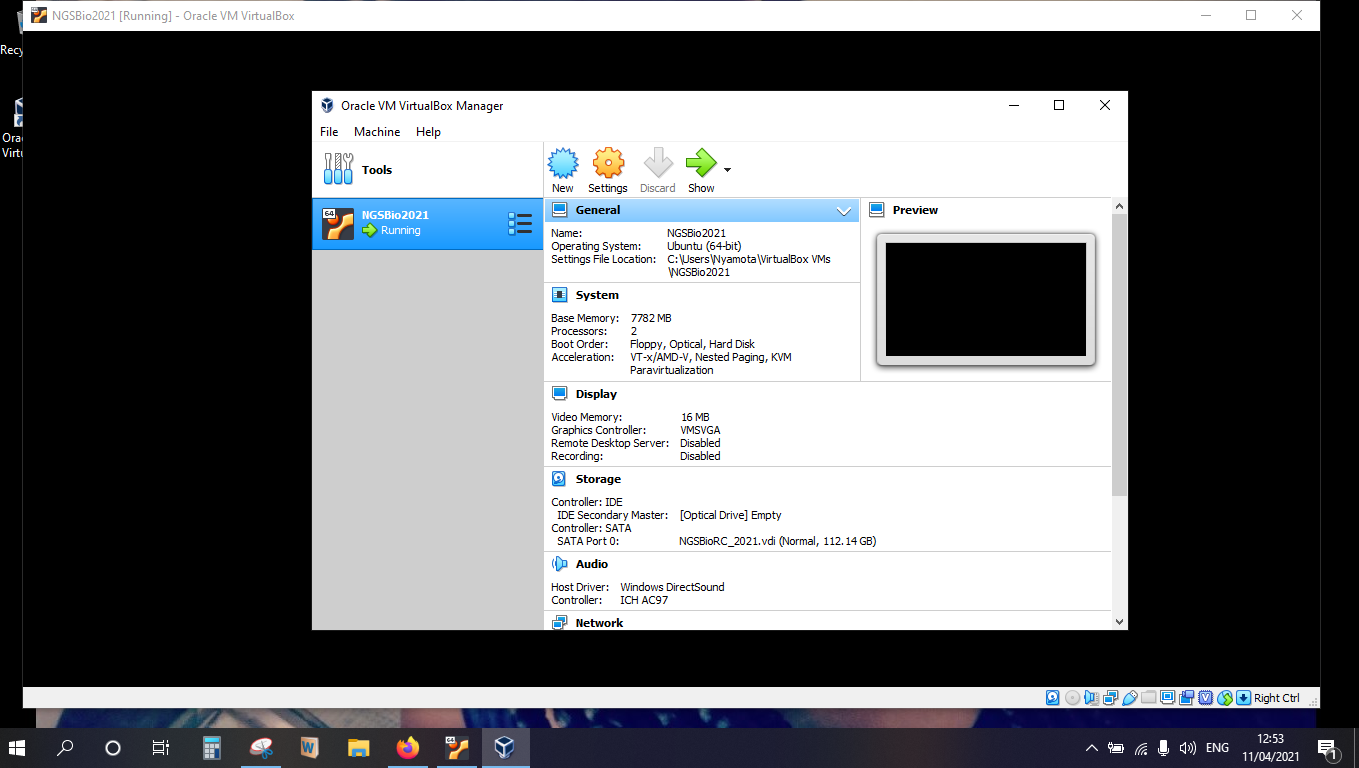 NGSBio2021 [Running] - Oracle VM VirtualBox
Recy
Orac
Virtu
Oracle VM VirtualBox Manager
File Machine Help
Tools
New Settings Discard Show
64
NGSBio2021
Running
General
Name: NGSBio2021
Operating System: Ubuntu (64-bit)
Settings File Location: C:\Users\Nyamota\VirtualBox VMs
\NGSBio2021
Preview
System
Base Memory: 7782 MB
Processors: 2
Boot Order: Floppy, Optical, Hard Disk
Acceleration: VT-x/AMD-V, Nested Paging, KVM
Paravirtualization
Display
Video Memory: 16 MB
Graphics Controller: VMSVGA
Remote Desktop Server: Disabled
Recording: Disabled
Storage
Controller: IDE
IDE Secondary Master: [Optical Drive] Empty
Controller: SATA
SATA Port 0: NGSBioRC_2021.vdi (Normal, 112.14 GB)
Audio
Host Driver: Windows DirectSound
Controller: ICH AC97
Network
Right Ctrl
W
64
ENG
12:53
11/04/2021
1